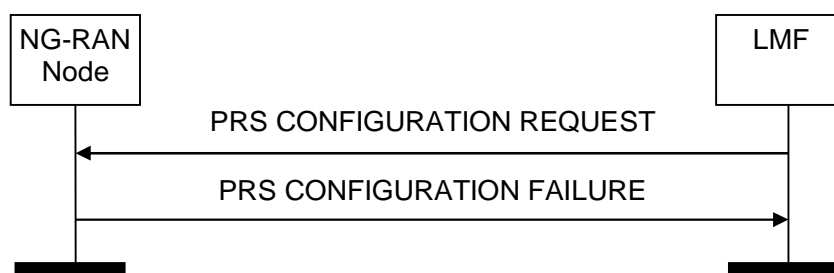 NG-RAN
Node
LMF
PRS CONFIGURATION REQUEST
PRS CONFIGURATION FAILURE